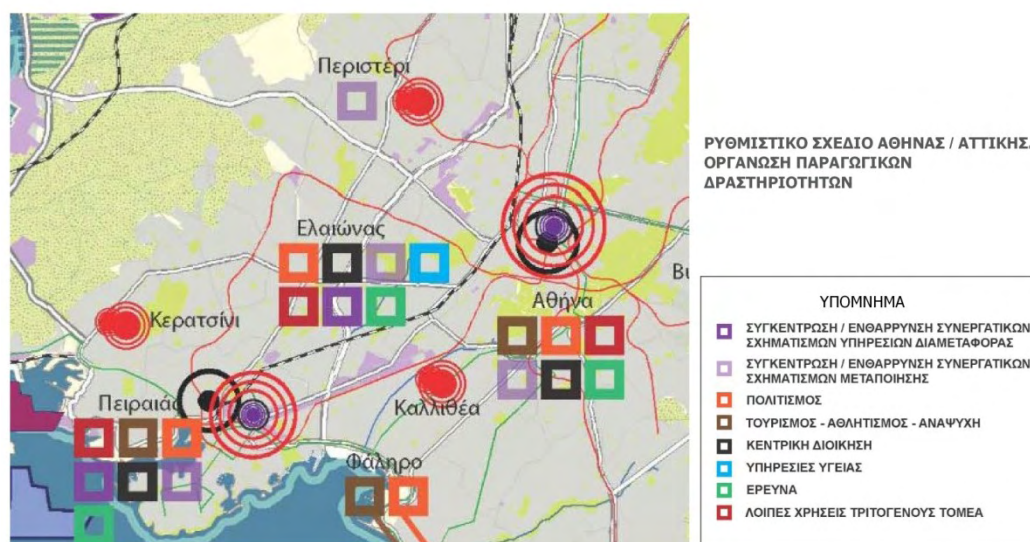 Περιστέρι
Ελαιώνας
Αθήνα
Κερατσίνι
Πειραιάς
Καλλιθέα
Φάληρο
ΡΥΘΜΙΣΤΙΚΟ ΣΧΕΔΙΟ ΑΘΗΝΑΣ / ΑΤΤΙΚΗΣ.
ΟΡΓΑΝΩΣΗ ΠΑΡΑΓΩΓΙΚΩΝ
ΔΡΑΣΤΗΡΙΟΤΗΤΩΝ
ΥΠΟΜΝΗΜΑ
ΣΥΓΚΕΝΤΡΩΣΗ / ΕΝΘΑΡΡΥΝΣΗ ΣΥΝΕΡΓΑΤΙΚΩΝ
ΣΧΗΜΑΤΙΣΜΩΝ ΥΠΗΡΕΣΙΩΝ ΔΙΑΜΕΤΑΦΟΡΑΣ
ΣΥΓΚΕΝΤΡΩΣΗ / ΕΝΘΑΡΡΥΝΣΗ ΣΥΝΕΡΓΑΤΙΚΩΝ
ΣΧΗΜΑΤΙΣΜΩΝ ΜΕΤΑΠΟΙΗΣΗΣ
ΠΟΛΙΤΙΣΜΟΣ
ΤΟΥΡΙΣΜΟΣ - ΑΘΛΗΤΙΣΜΟΣ - ΑΝΑΨΥΧΗ
ΚΕΝΤΡΙΚΗ ΔΙΟΙΚΗΣΗ
ΥΠΗΡΕΣΙΕΣ ΥΓΕΙΑΣ
ΕΡΕΥΝΑ
ΛΟΙΠΕΣ ΧΡΗΣΕΙΣ ΤΡΙΤΟΓΕΝΟΥΣ ΤΟΜΕΑ